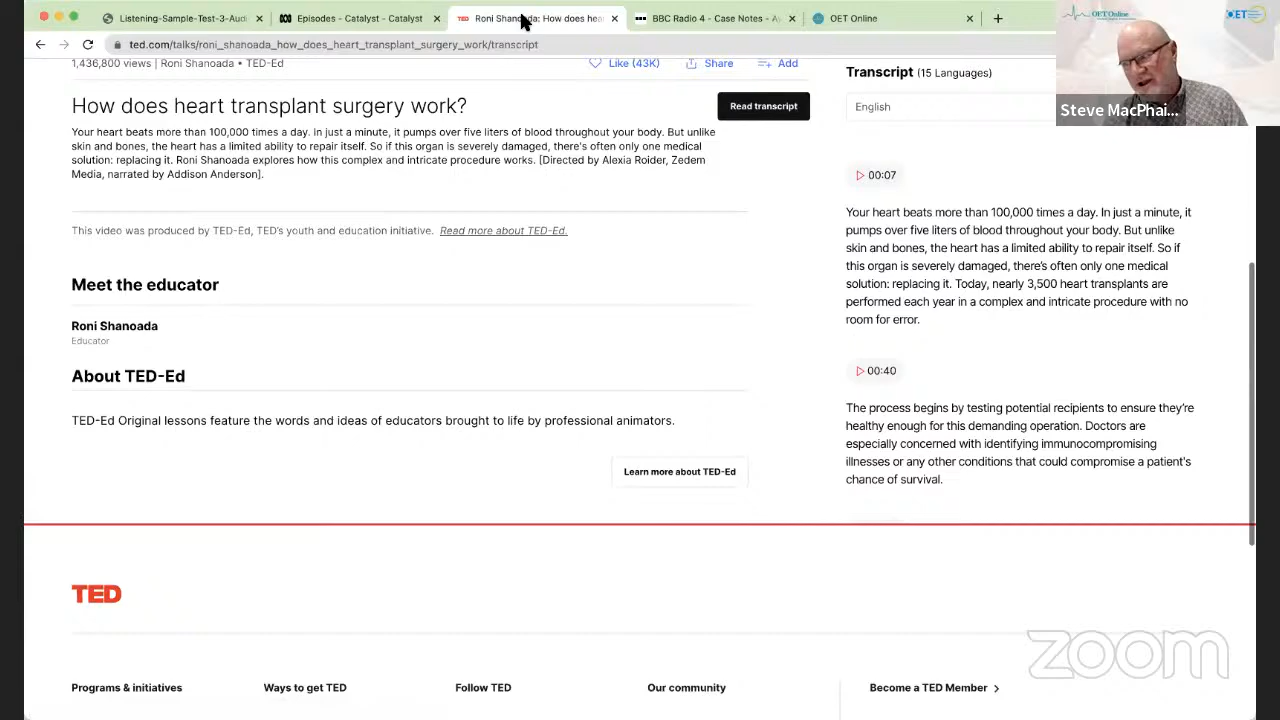 Listening-Sample-Test-3-Aud
Episodes – Catalyst - Catalyst
TED
Roni Shanoada: How does hear
BBC Radio 4 - Case Notes - Ay
OET Online
ted.com/talks/roni_shanoada_how_does_heart_transplant_surgery_work/transcript
OET Online
OET
Steve MacPhai...
1,436,800 views | Roni Shanoada • TED-Ed
Like (43K)
Share
Add
How does heart transplant surgery work?
Read transcript
Your heart beats more than 100,000 times a day. In just a minute, it pumps over five liters of blood throughout your body. But unlike
skin and bones, the heart has a limited ability to repair itself. So if this organ is severely damaged, there's often only one medical
solution: replacing it. Roni Shanoada explores how this complex and intricate procedure works. [Directed by Alexia Roider, Zedem
Media, narrated by Addison Anderson].
This video was produced by TED-Ed, TED's youth and education initiative. Read more about TED-Ed.
Meet the educator
Roni Shanoada
Educator
About TED-Ed
TED-Ed Original lessons feature the words and ideas of educators brought to life by professional animators.
Learn more about TED-Ed
Transcript (15 Languages)
English
00:07
Your heart beats more than 100,000 times a day. In just a minute, it
pumps over five liters of blood throughout your body. But unlike
skin and bones, the heart has a limited ability to repair itself. So if
this organ is severely damaged, there's often only one medical
solution: replacing it. Today, nearly 3,500 heart transplants are
performed each year in a complex and intricate procedure with no
room for error.
00:40
The process begins by testing potential recipients to ensure they're
healthy enough for this demanding operation. Doctors are
especially concerned with identifying immunocompromising
illnesses or any other conditions that could compromise a patient's
chance of survival.
TED
zoom
Programs & initiatives
Ways to get TED
Follow TED
Our community
Become a TED Member